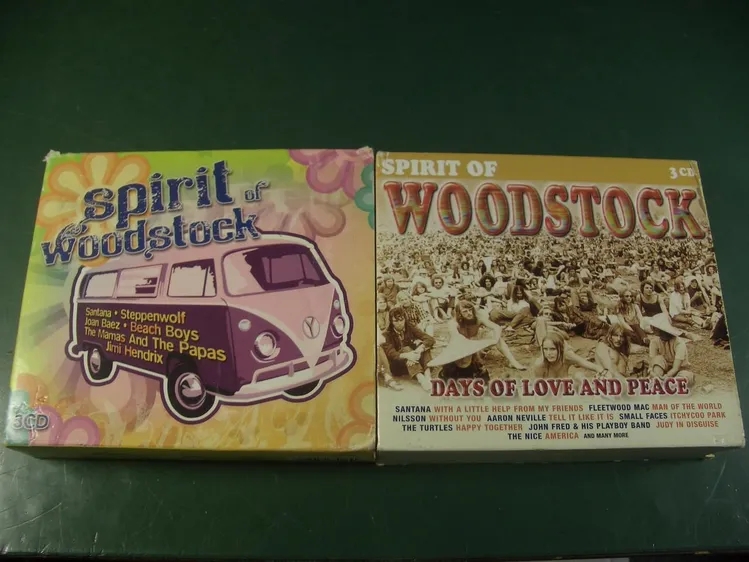 spirit of
woodstock
Santana • Steppenwolf
Joan Baez • Beach Boys
The Mamas And The Papas
Jimi Hendrix
3CD
SPIRIT OF
3 CD
WOODSTOCK
DAYS OF LOVE AND PEACE
SANTANA WITH A LITTLE HELP FROM MY FRIENDS FLEETWOOD MAC MAN OF THE WORLD
NILSSON WITHOUT YOU AARON NEVILLE TELL IT LIKE IT IS SMALL FACES ITCHYCOO PARK
THE TURTLES HAPPY TOGETHER JOHN FRED & HIS PLAYBOY BAND JUDY IN DISGUISE
THE NICE AMERICA AND MANY MORE